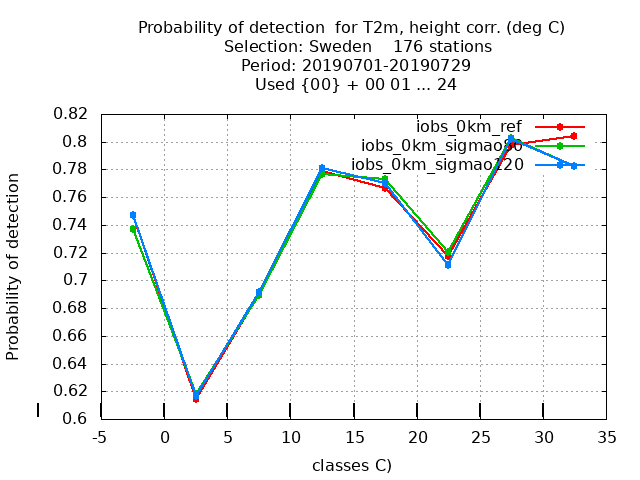 Probability of detection for T2m, height corr. (deg C)
Selection: Sweden 176 stations
Period: 20190701-20190729
Used {00} + 00 01 ... 24
0.82
0.8
0.78
0.76
0.74
0.72
0.7
0.68
0.66
0.64
0.62
0.6
Probability of detection
iobs_0km_ref
iobs_0km_sigmao80
iobs_0km_sigmao120
-5 0 5 10 15 20 25 30 35
classes C)